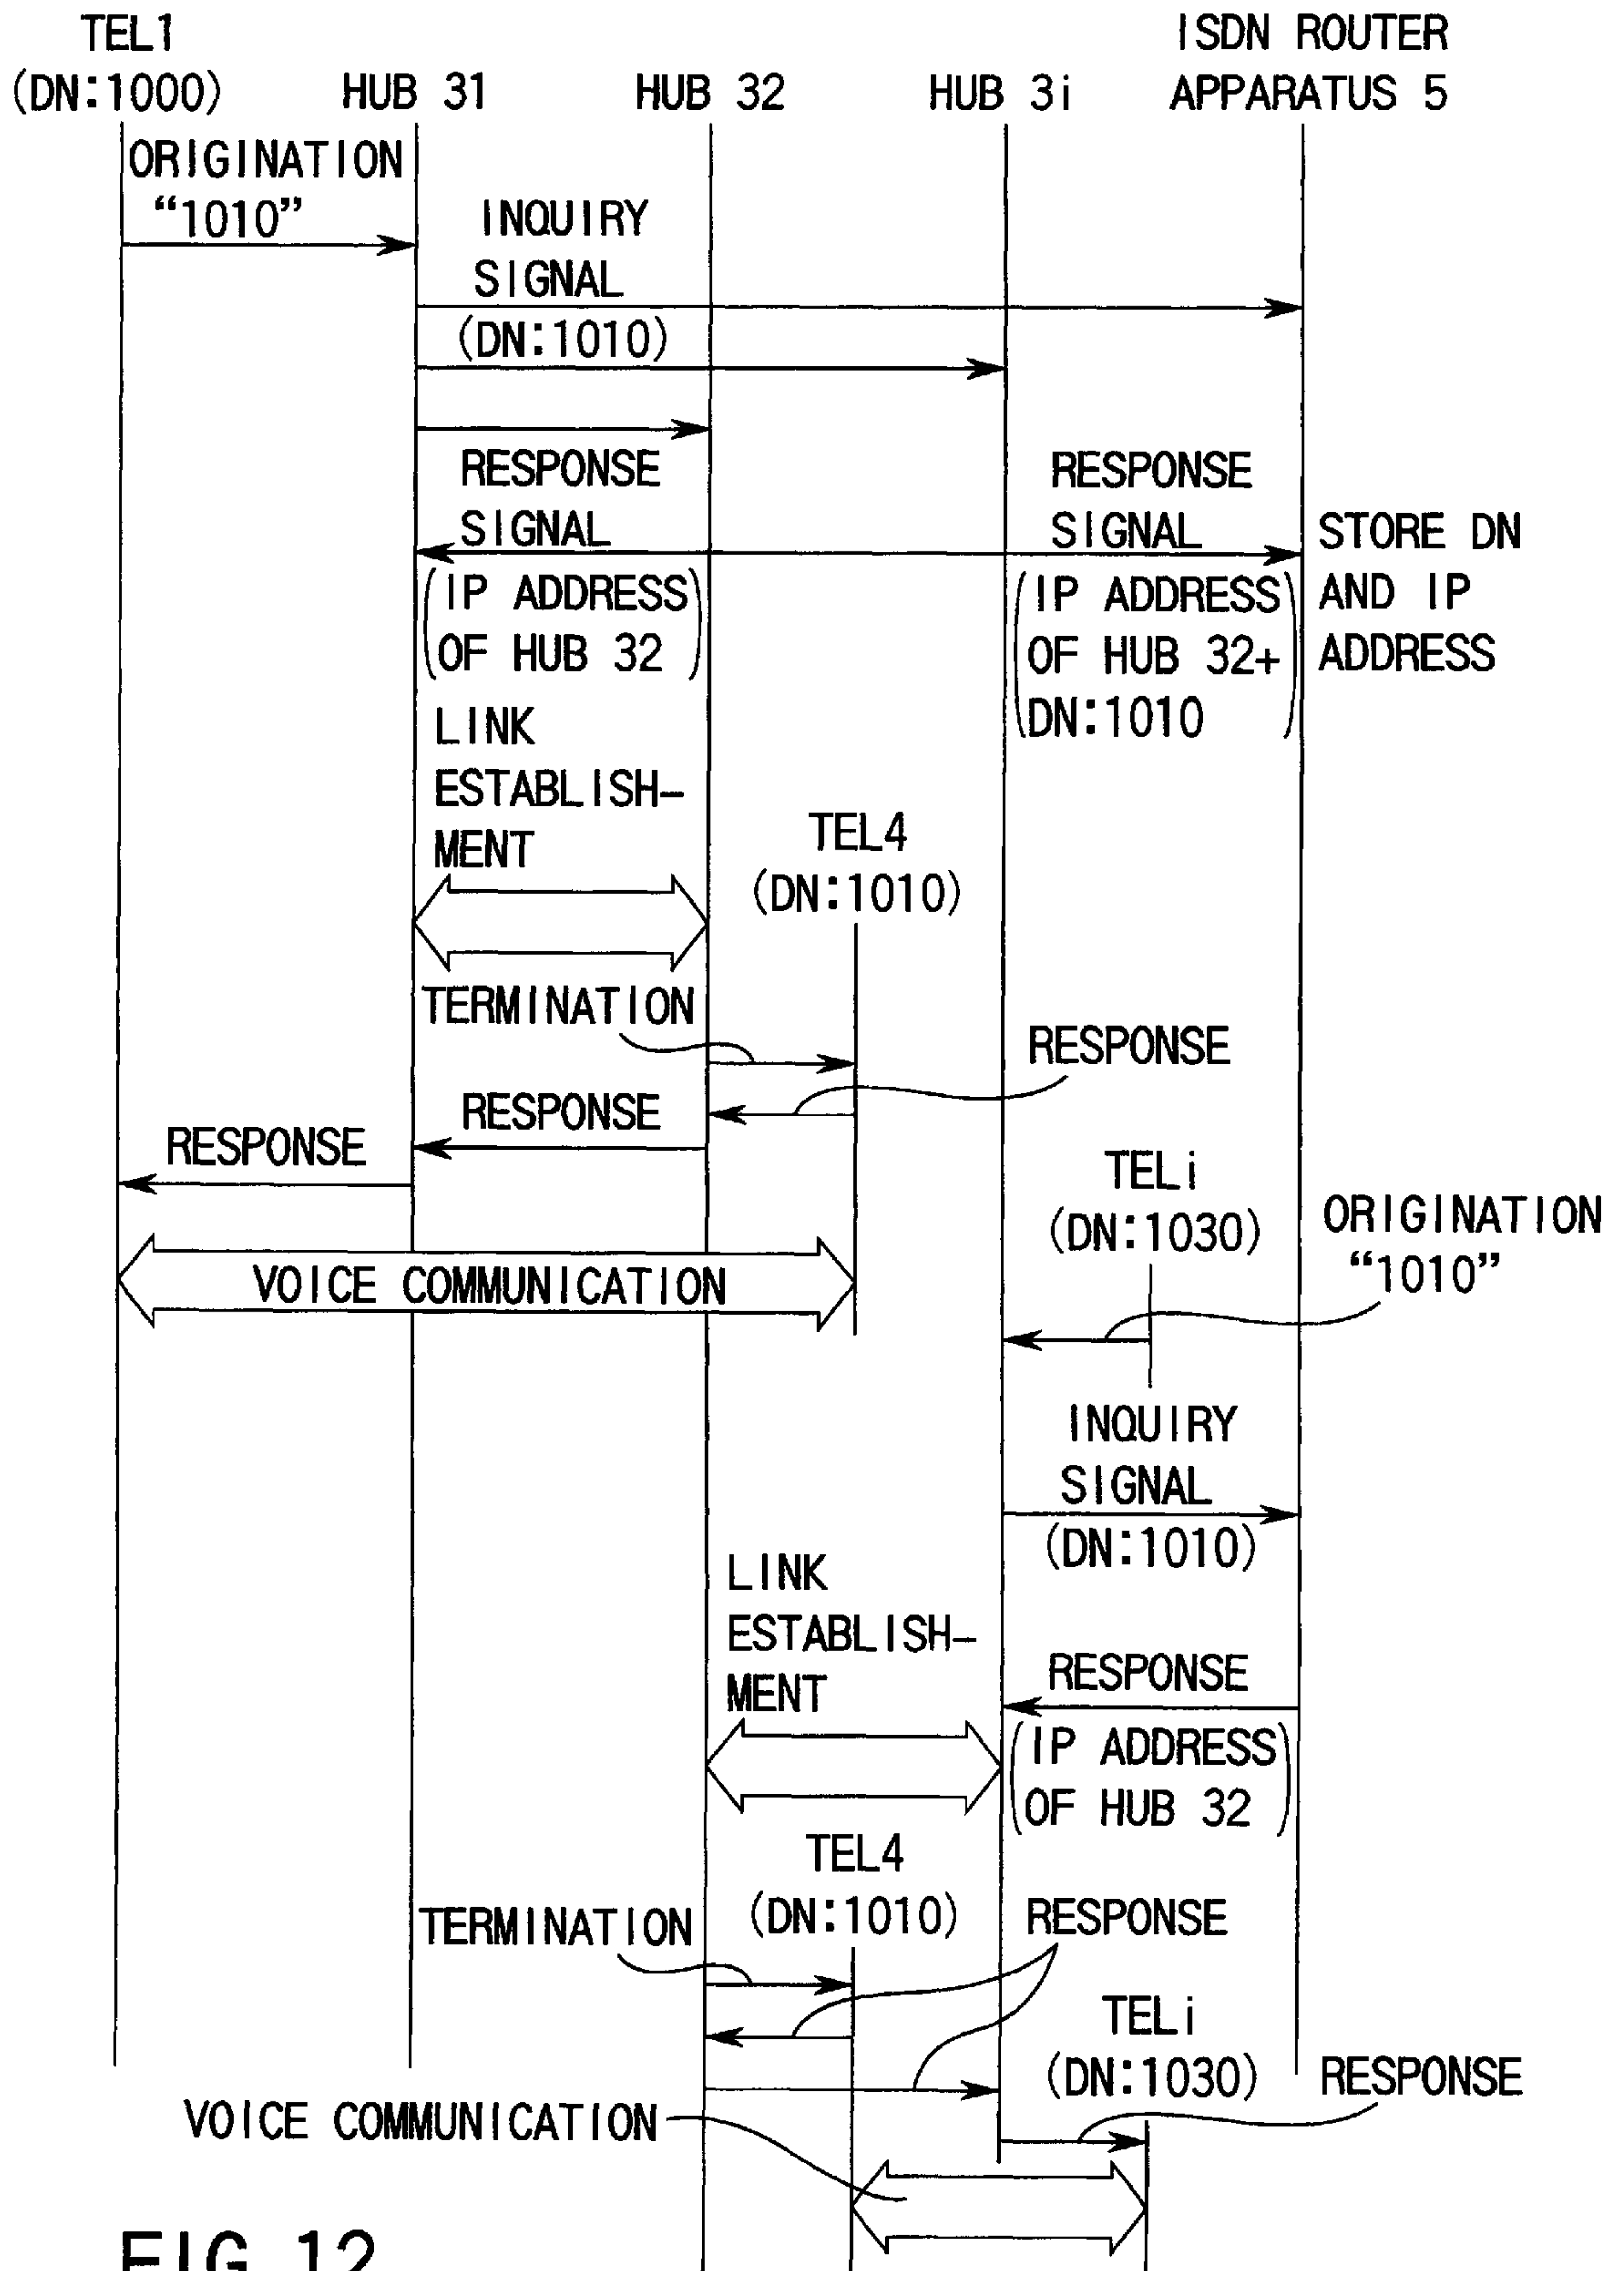 TEL1
(DN:1000)
HUB 31
HUB 32
HUB 3i
ISDN ROUTER
APPARATUS 5
ORIGINATION
“1010”
INQUIRY
SIGNAL
(DN:1010)
RESPONSE
SIGNAL
(IP ADDRESS
OF HUB 32)
RESPONSE
SIGNAL
(IP ADDRESS
OF HUB 32+
DN:1010)
STORE DN
AND IP
ADDRESS
LINK
ESTABLISH-
MENT
TEL4
(DN:1010)
TERMINATION
RESPONSE
RESPONSE
RESPONSE
TELi
(DN:1030)
ORIGINATION
“1010”
VOICE COMMUNICATION
INQUIRY
SIGNAL
(DN:1010)
LINK
ESTABLISH-
MENT
RESPONSE
(IP ADDRESS
OF HUB 32)
TEL4
(DN:1010)
TERMINATION
RESPONSE
TELi
(DN:1030)
RESPONSE
VOICE COMMUNICATION
FIG. 12